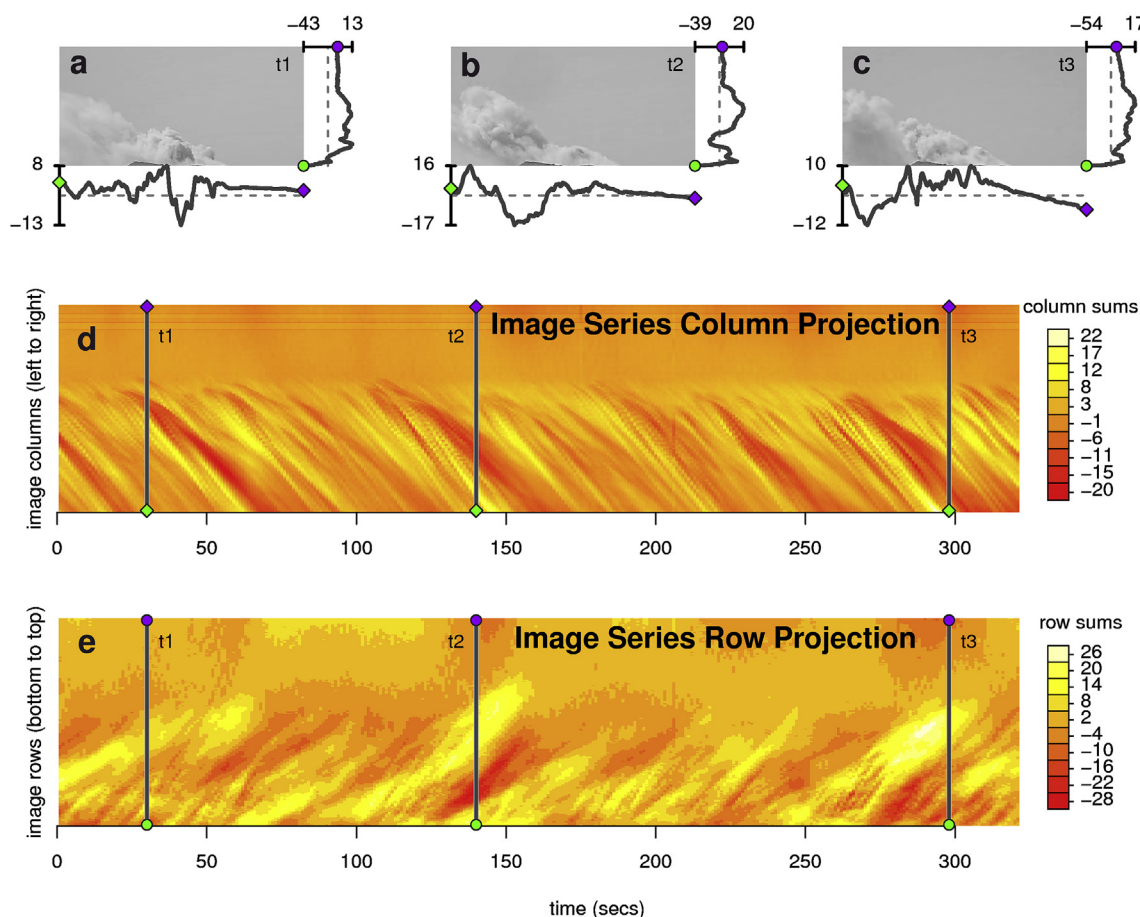 −43 13
a
t1
8
−13
−39 20
b
t2
16
−17
−54 17
c
t3
10
−12
image columns (left to right)
d
t1
t2
Image Series Column Projection
t3
0 50 100 150 200 250 300
column sums
22
17
12
8
3
−1
−6
−11
−15
−20
image rows (bottom to top)
e
t1
t2
Image Series Row Projection
t3
0 50 100 150 200 250 300
row sums
26
20
14
8
2
−4
−10
−16
−22
−28
time (secs)